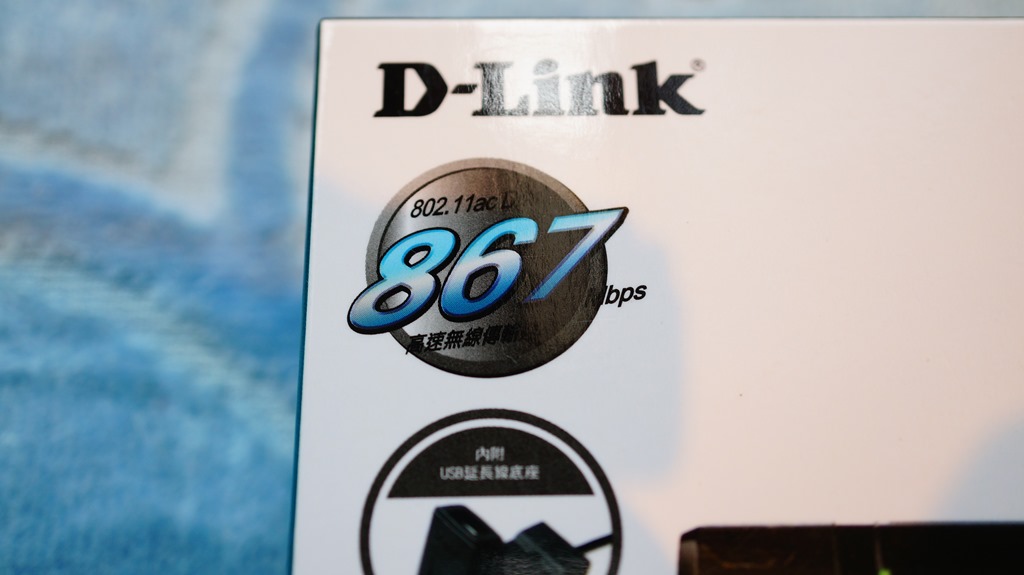 D-Link®
802.11ac
867
Mbps
高速無線傳輸
內附
USB延長線底座